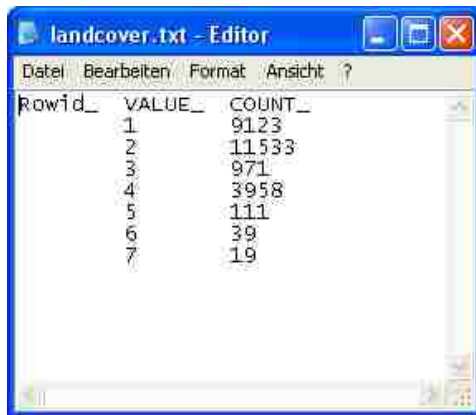 landcover.txt - Editor
Datei Bearbeiten Format Ansicht ?
Rowid_ VALUE_ COUNT_
1 9123
2 11533
3 971
4 3958
5 111
6 39
7 19